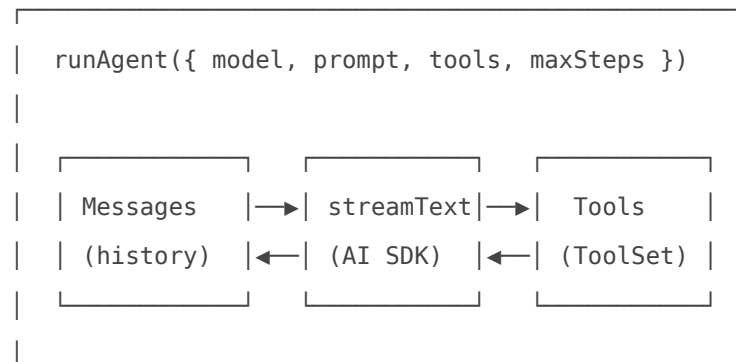 runAgent({ model, prompt, tools, maxSteps })
Messages streamText Tools
(history) (AI SDK) (ToolSet)